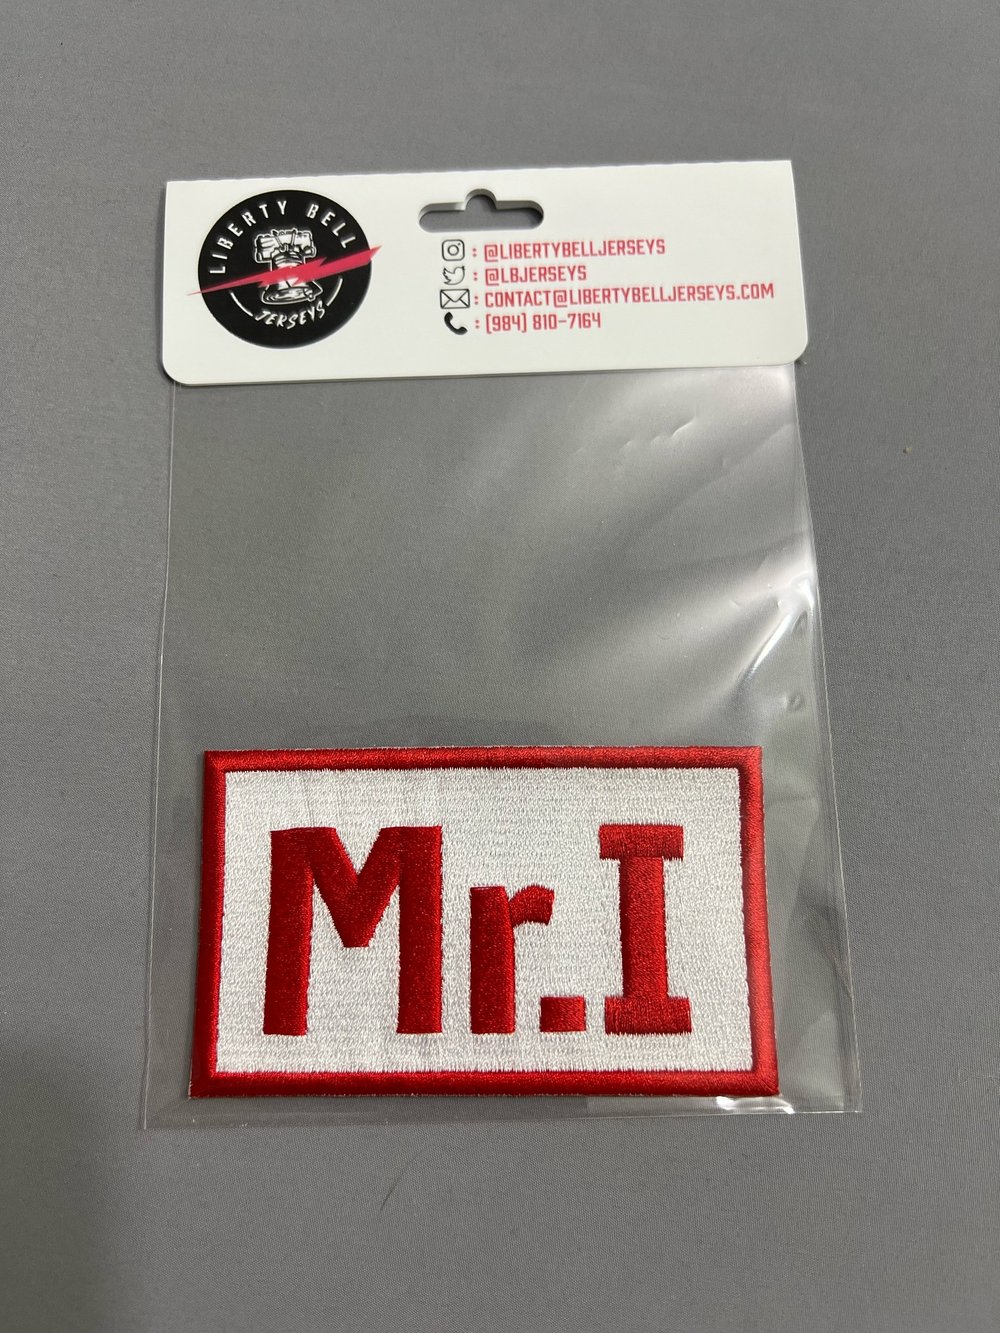 LIBERTY BELL
JERSEYS
: @LIBERTYBELLJERSEYS
: @LBJERSEYS
: CONTACT@LIBERTYBELLJERSEYS.COM
: (984) 810-7164
Mr.I